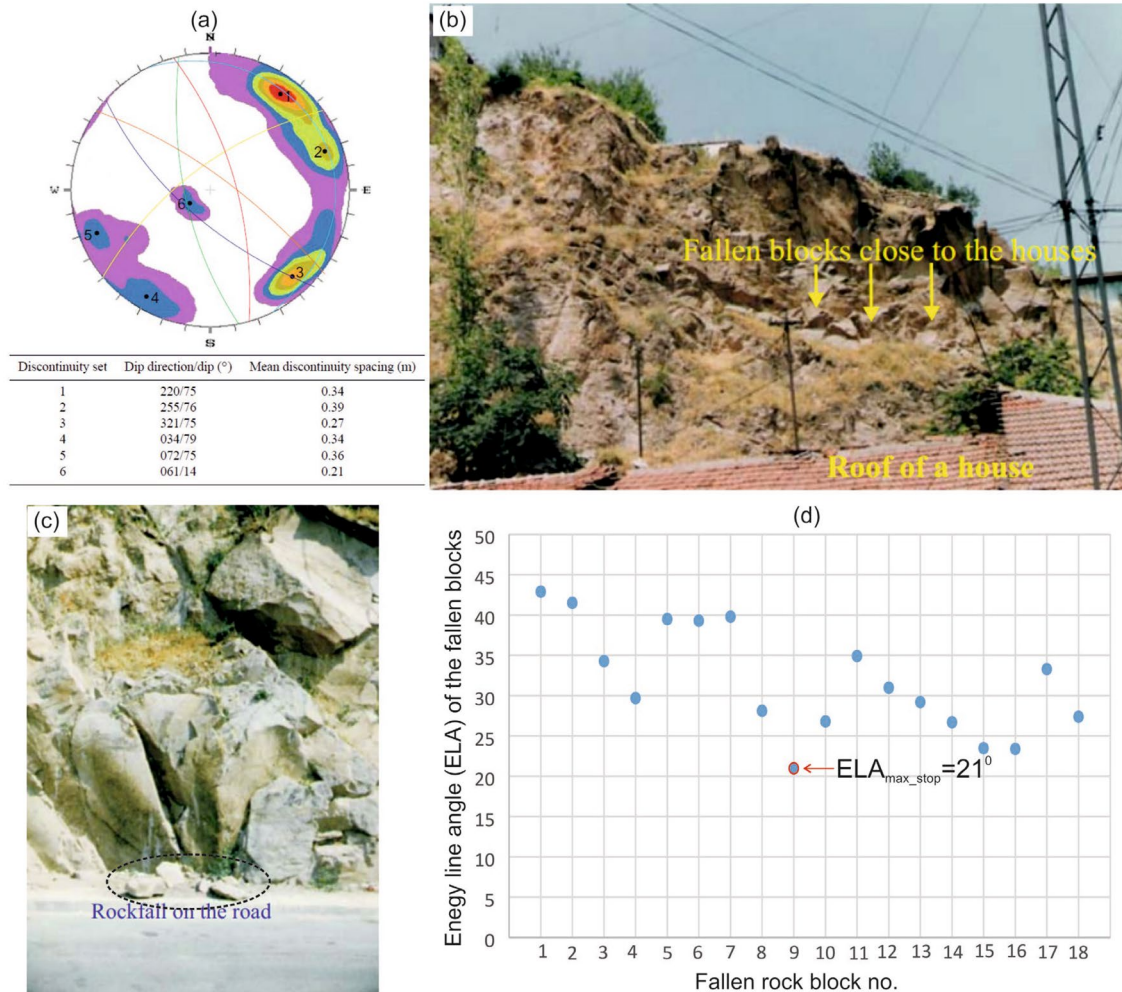 (a)
N
W
E
S
1
2
3
4
5
6
Discontinuity set Dip direction/dip (°) Mean discontinuity spacing (m)
1 220/75 0.34
2 255/76 0.39
3 321/75 0.27
4 034/79 0.34
5 072/75 0.36
6 061/14 0.21
(b)
Fallen blocks close to the houses
Roof of a house
(c)
Rockfall on the road
(d)
Enegy line angle (ELA) of the fallen blocks
50
45
40
35
30
25
20
15
10
5
0
ELAmax_stop=21⁰
1 2 3 4 5 6 7 8 9 10 11 12 13 14 15 16 17 18
Fallen rock block no.